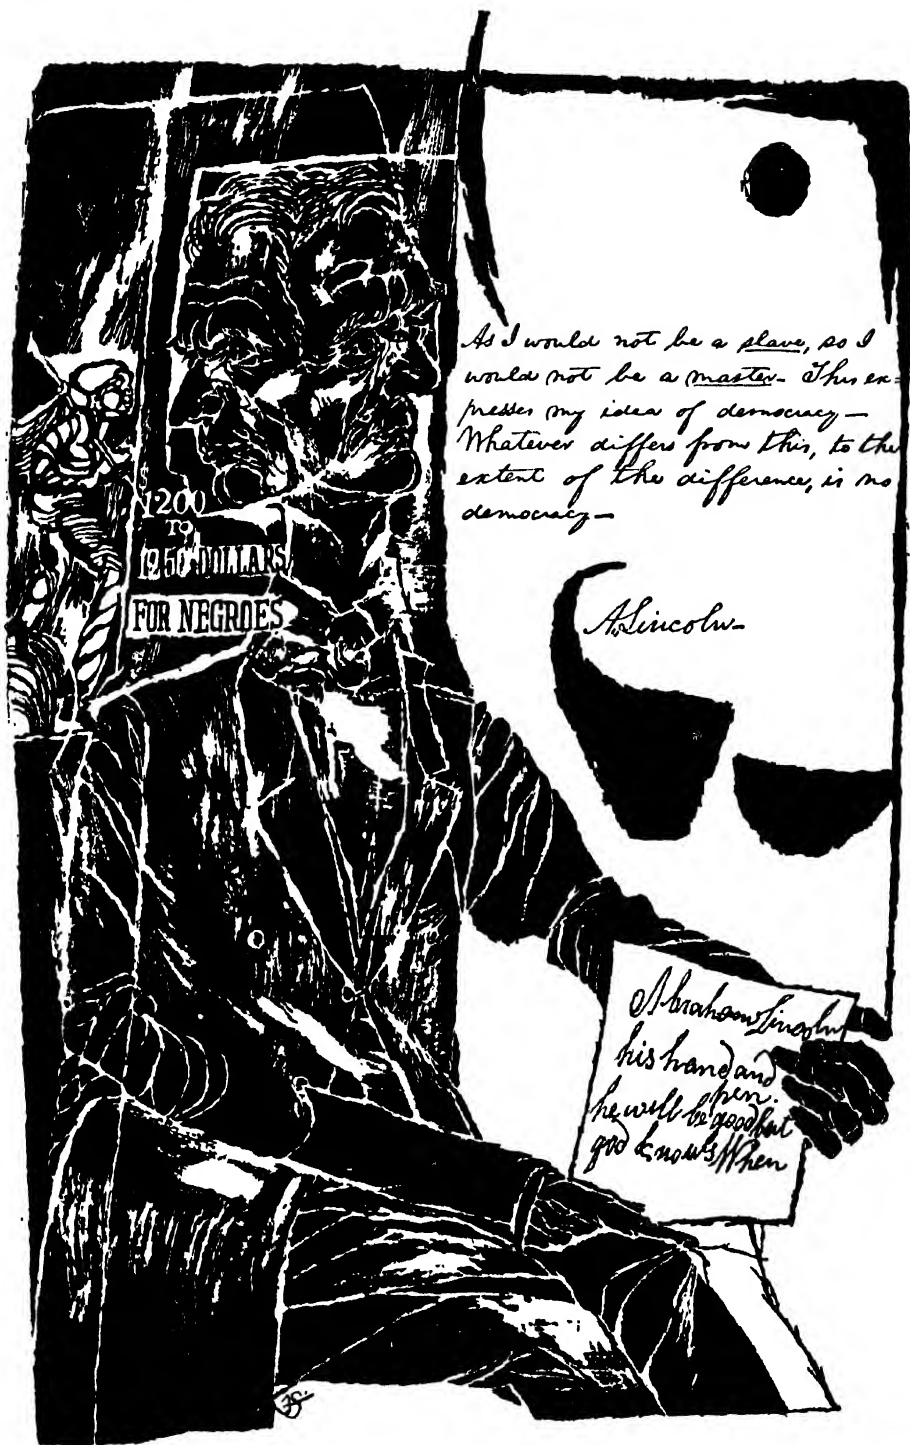 As I would not be a slave, so I
would not be a master. This ex-
presses my idea of democracy—
Whatever differs from this, to the
extent of the difference, is no
democracy—
A. Lincoln—
1200
TO
1250 DOLLARS
FOR NEGROES
Abraham Lincoln
his hand and
pen.
he will be good but
god knows When